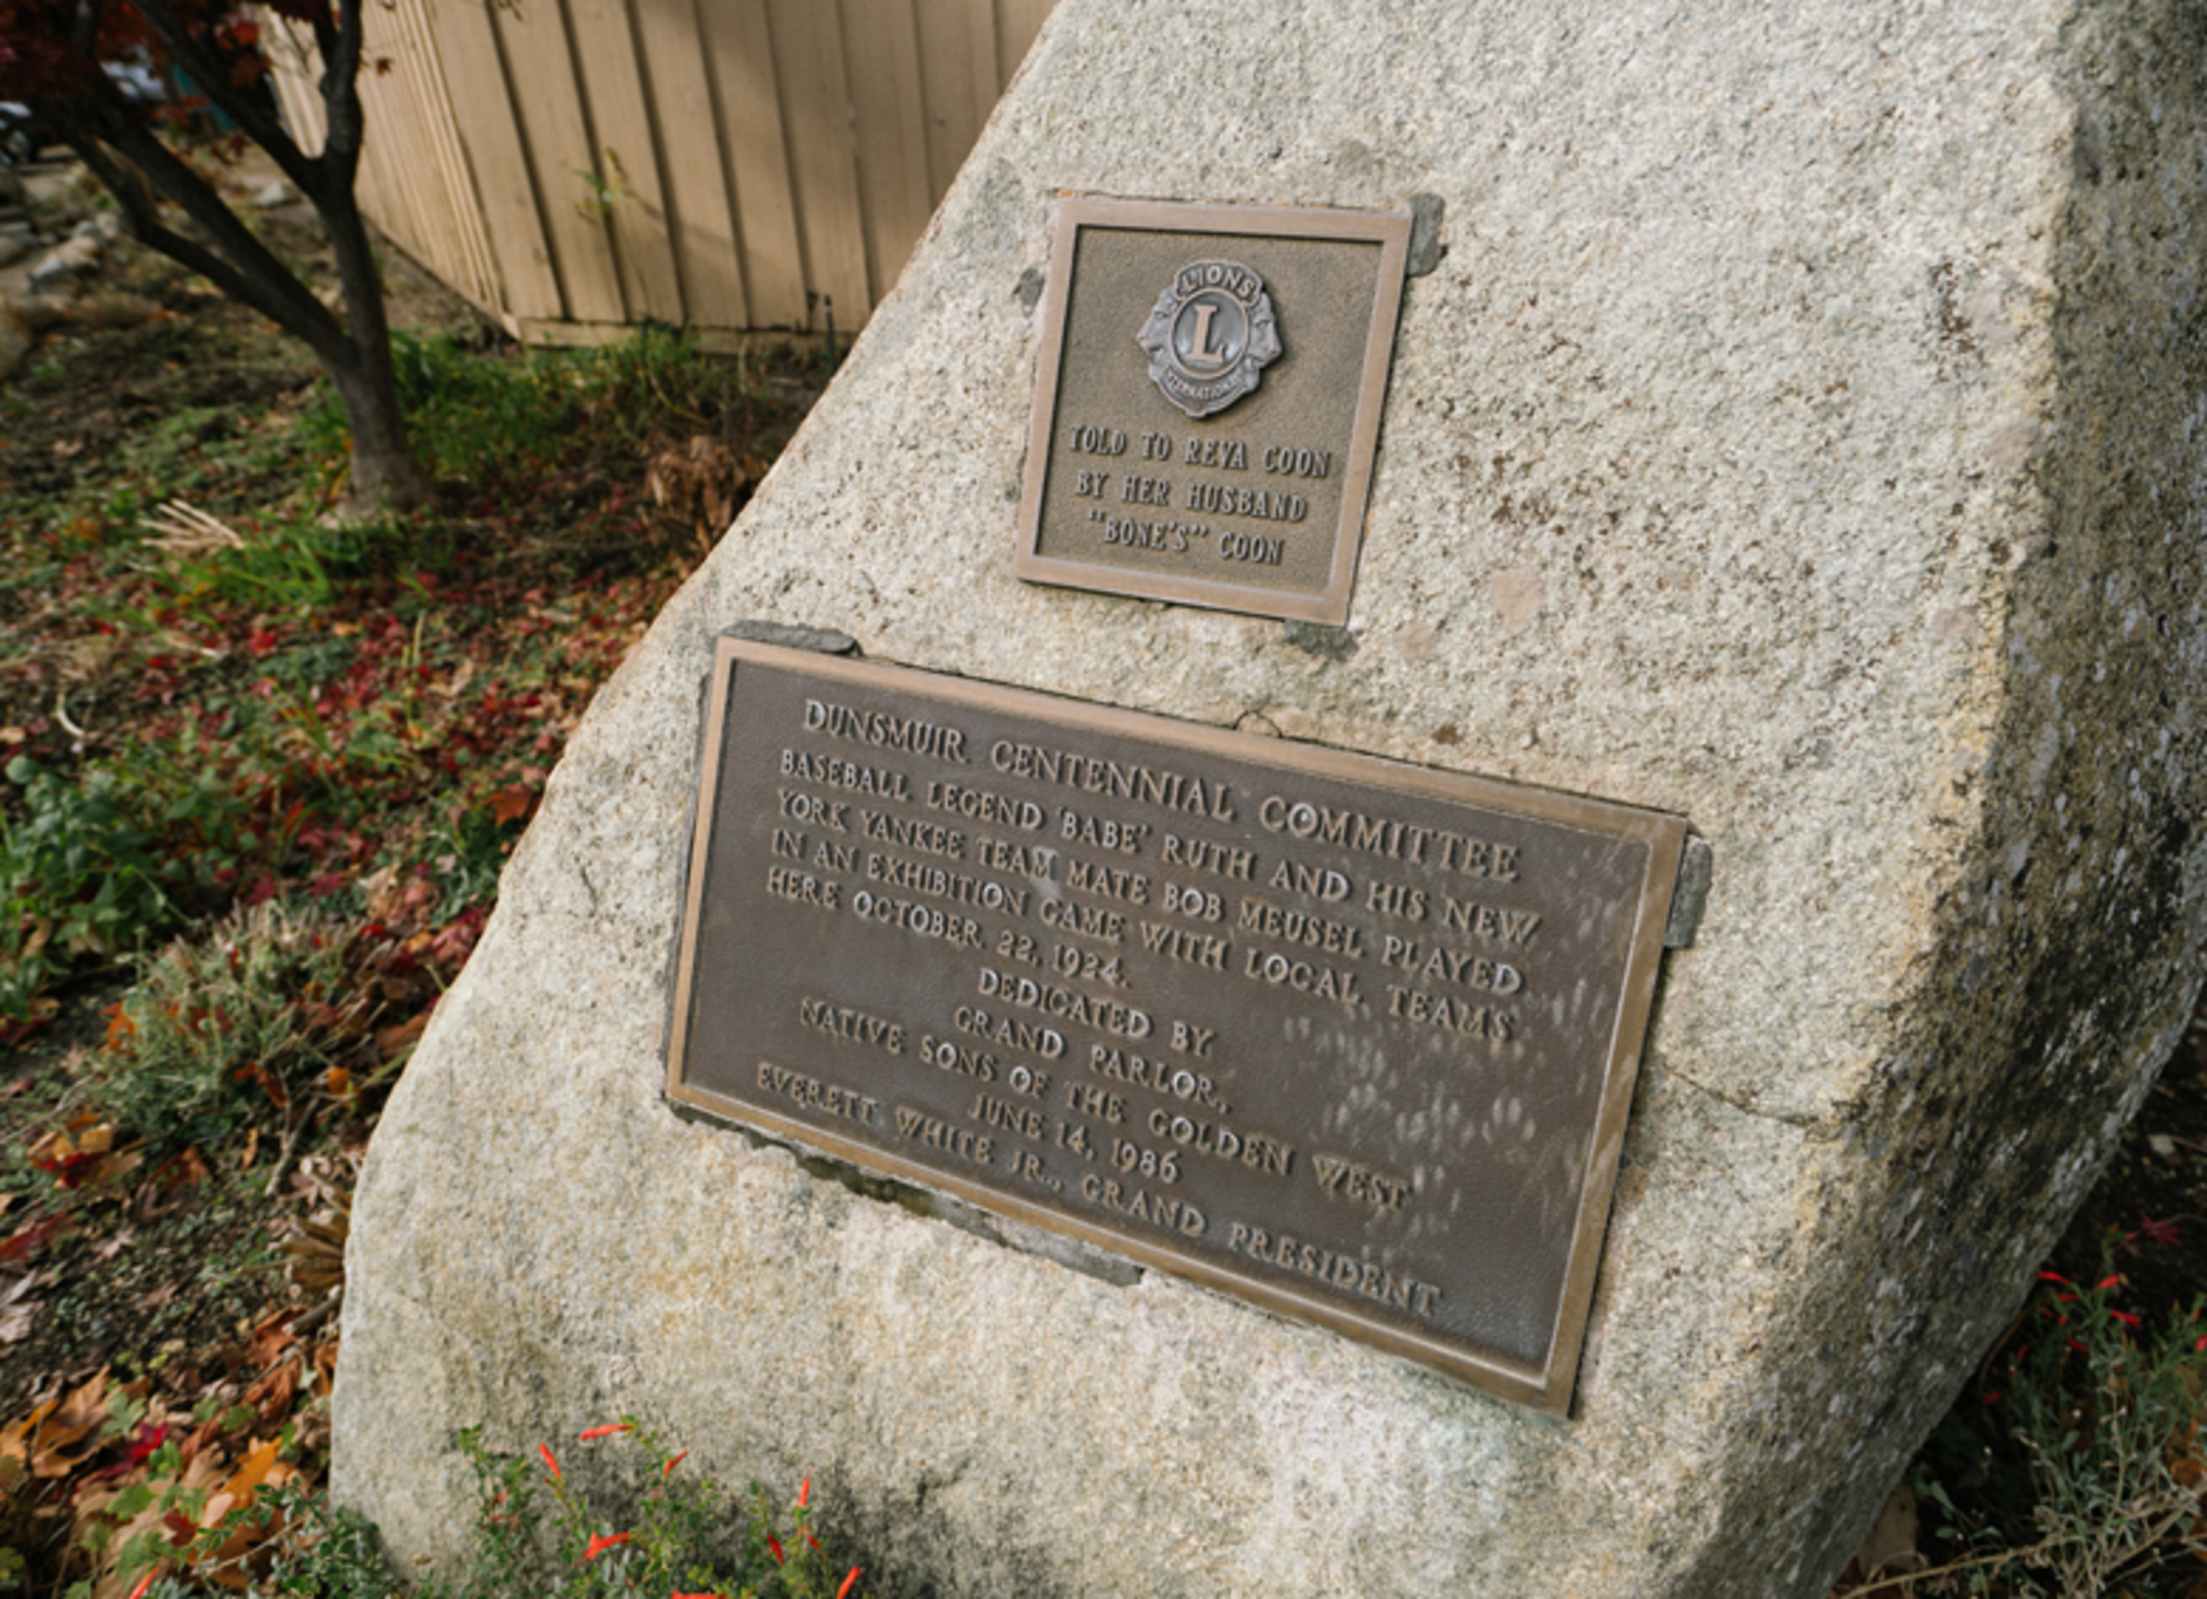 LIONS
L
INTERNATIONAL
TOLD TO REVA COON
BY HER HUSBAND
"BONE'S" COON
DUNSMUIR CENTENNIAL COMMITTEE
BASEBALL LEGEND 'BABE' RUTH AND HIS NEW
YORK YANKEE TEAM MATE BOB MEUSEL PLAYED
IN AN EXHIBITION GAME WITH LOCAL TEAMS
HERE OCTOBER 22, 1924.
DEDICATED BY
GRAND PARLOR,
NATIVE SONS OF THE GOLDEN WEST
JUNE 14, 1986
EVERETT WHITE JR., GRAND PRESIDENT